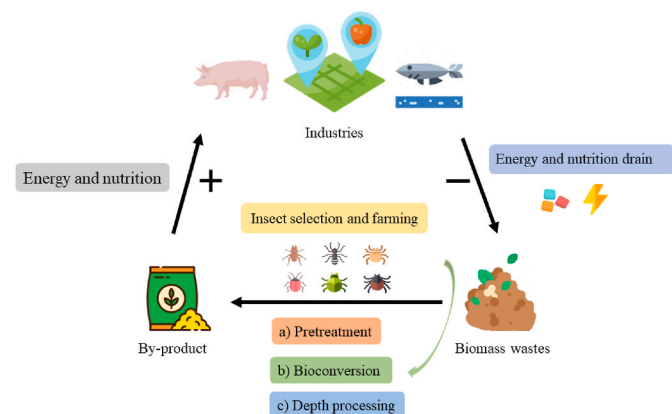 Industries
Energy and nutrition
+
−
Energy and nutrition drain
Insect selection and farming
By-product
a) Pretreatment
Biomass wastes
b) Bioconversion
c) Depth processing